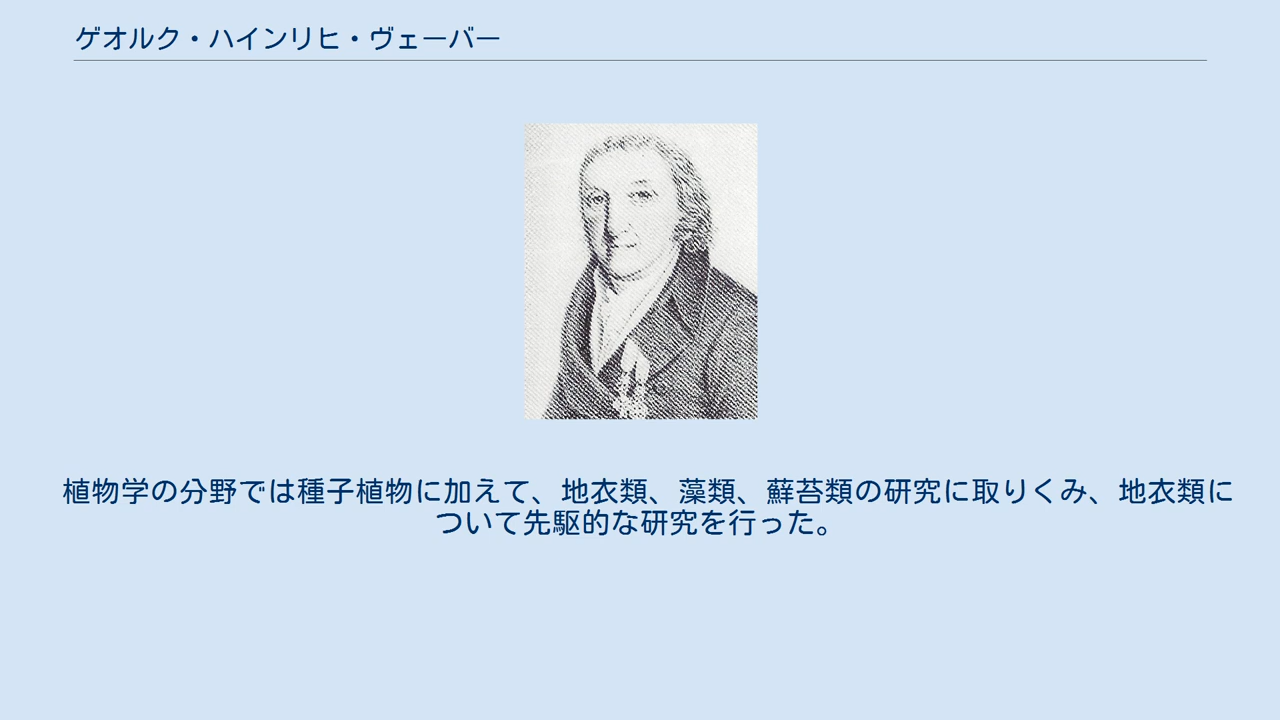 ゲオルク・ハインリヒ・ヴェーバー
植物学の分野では種子植物に加えて、地衣類、藻類、蘚苔類の研究に取りくみ、地衣類に
ついて先駆的な研究を行った。